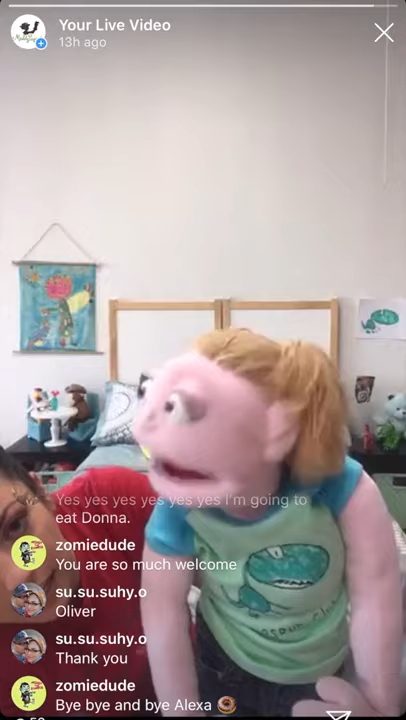 Your Live Video
13h ago
Yes yes yes yes yes yes I'm going to
eat Donna.
zomiedude
You are so much welcome
su.su.suhy.o
Oliver
su.su.suhy.o
Thank you
zomiedude
Bye bye and bye Alexa 🍩